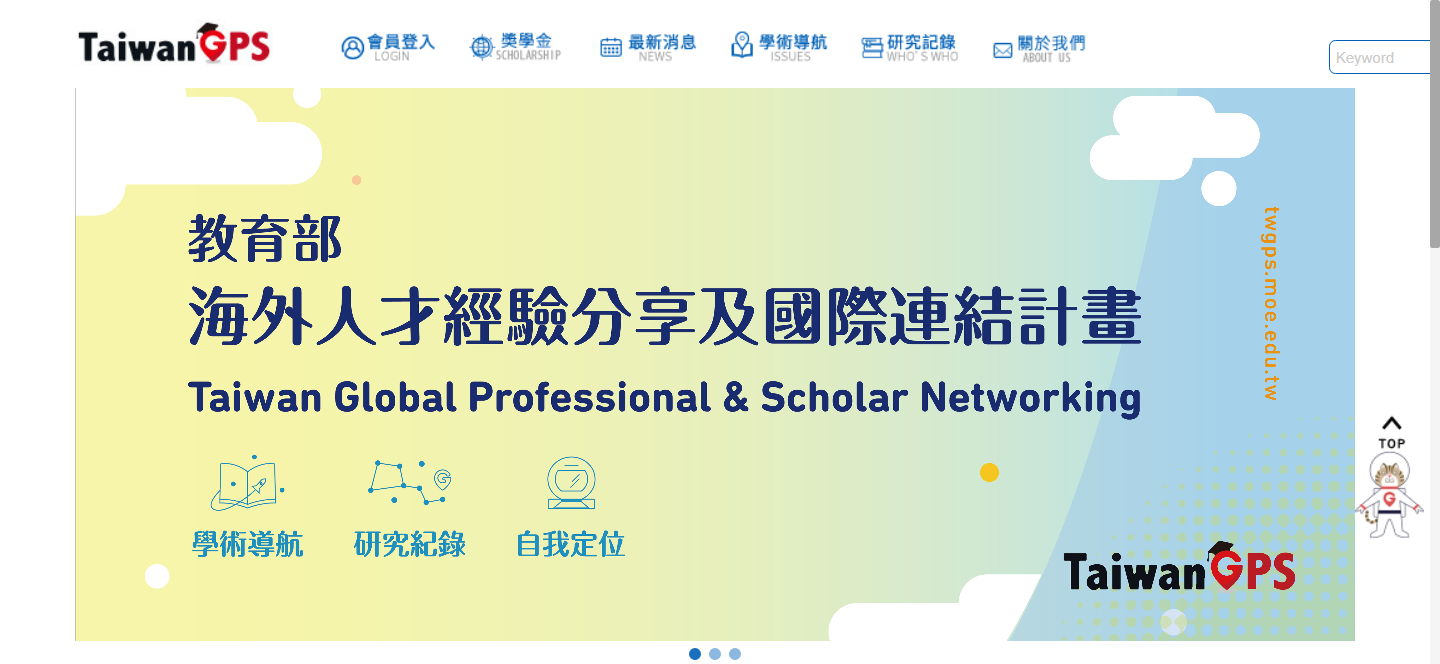 TaiwanGPS
會員登入
LOGIN
獎學金
SCHOLARSHIP
最新消息
NEWS
學術導航
ISSUES
研究記錄
WHO'S WHO
關於我們
ABOUT US
Keyword
教育部
海外人才經驗分享及國際連結計畫
Taiwan Global Professional & Scholar Networking
twgps.moe.edu.tw
學術導航
研究紀錄
自我定位
TaiwanGPS
TOP
G